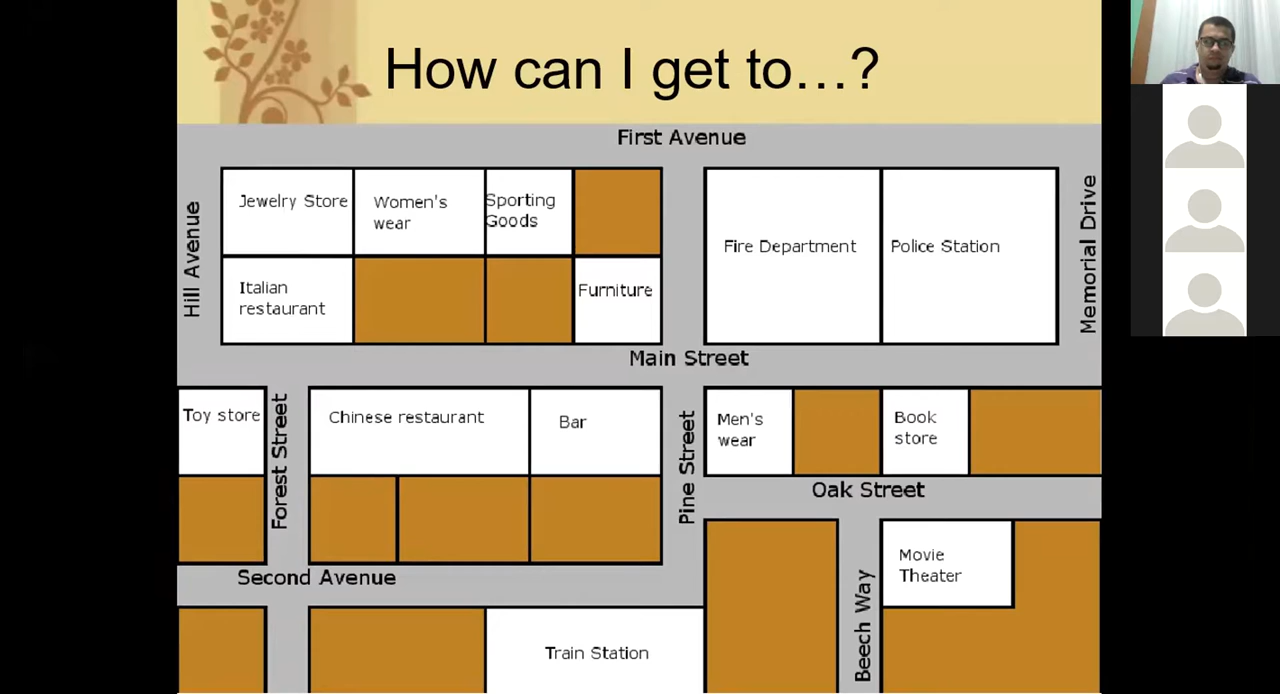 How can I get to...?
First Avenue
Hill Avenue
Jewelry Store
Women's
wear
Sporting
Goods
Fire Department
Police Station
Memorial Drive
Italian
restaurant
Furniture
Main Street
Toy store
Forest Street
Chinese restaurant
Bar
Pine Street
Men's
wear
Book
store
Oak Street
Second Avenue
Train Station
Beech Way
Movie
Theater